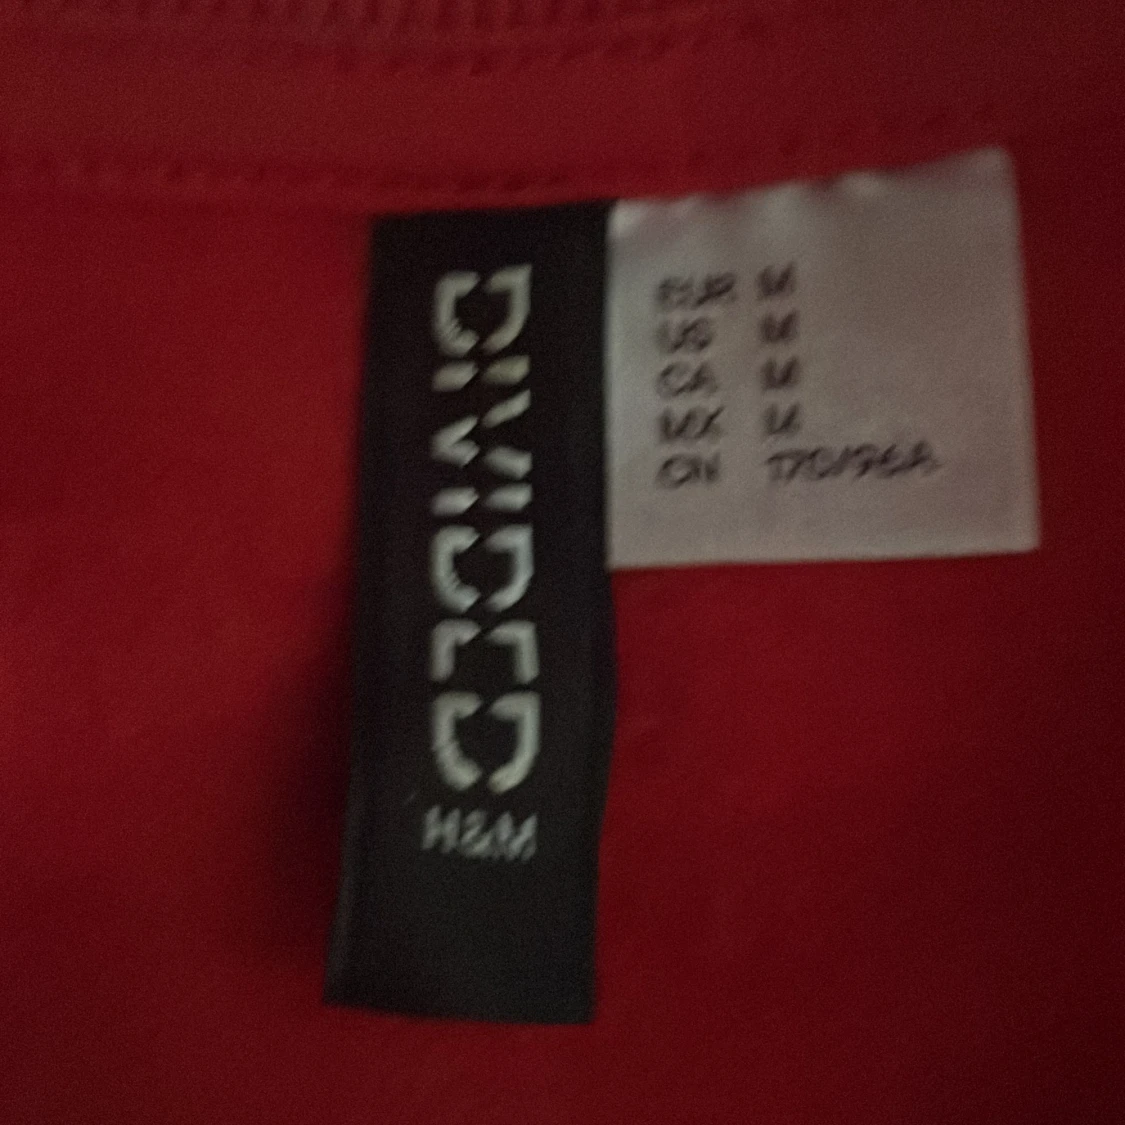 DIVIDED
H&M
EUR M
US M
CA M
MX M
CN 170/96A